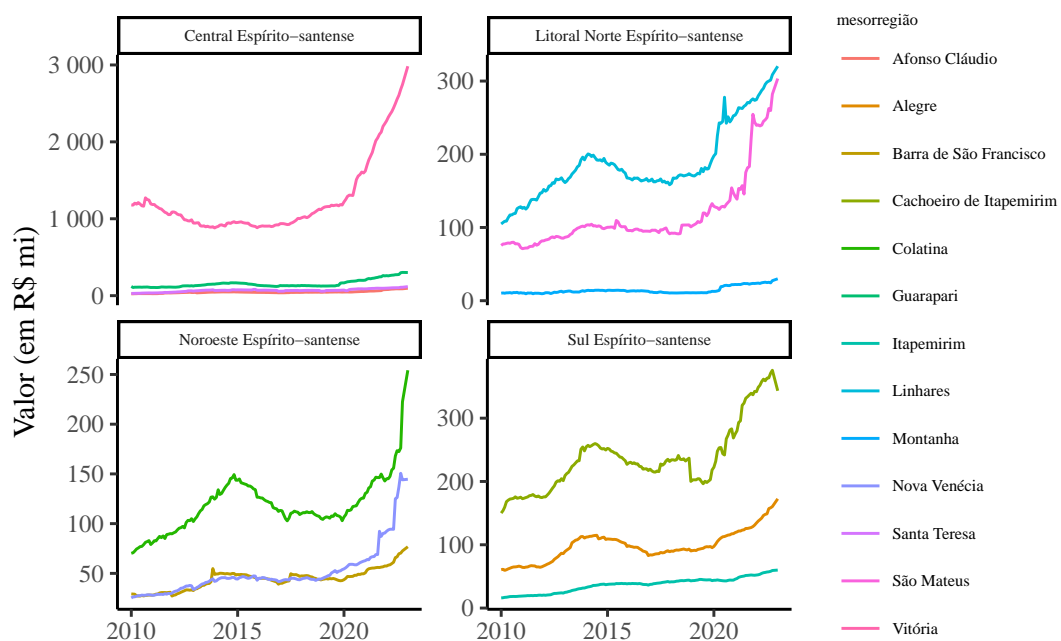 Central Espírito−santense
Litoral Norte Espírito−santense
3 000
2 000
1 000
0
300
200
100
0
Noroeste Espírito−santense
Sul Espírito−santense
250
200
150
100
50
300
200
100
0
2010
2015
2020
2010
2015
2020
Valor (em R$ mi)
mesorregião
Afonso Cláudio
Alegre
Barra de São Francisco
Cachoeiro de Itapemirim
Colatina
Guarapari
Itapemirim
Linhares
Montanha
Nova Venécia
Santa Teresa
São Mateus
Vitória